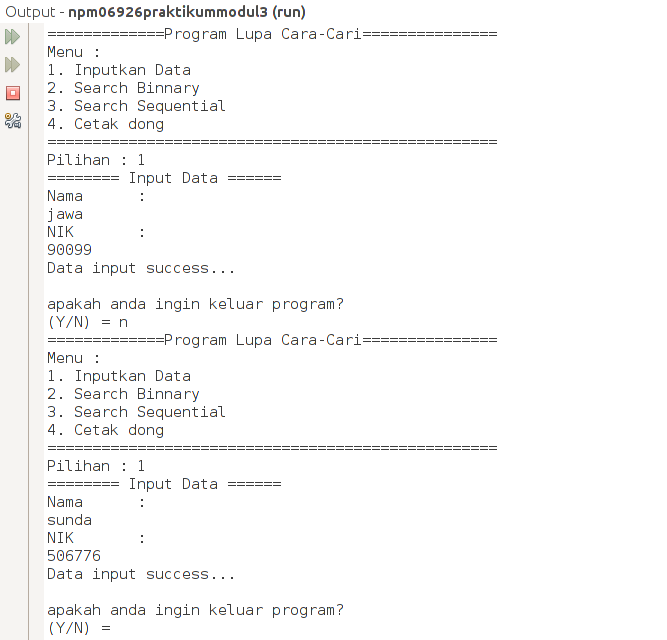 Output - npm06926praktikummodul3 (run)
=============Program Lupa Cara-Cari===============
Menu :
1. Inputkan Data
2. Search Binnary
3. Search Sequential
4. Cetak dong
==================================================
Pilihan : 1
======== Input Data ======
Nama      :
jawa
NIK       :
90099
Data input success...

apakah anda ingin keluar program?
(Y/N) = n
=============Program Lupa Cara-Cari===============
Menu :
1. Inputkan Data
2. Search Binnary
3. Search Sequential
4. Cetak dong
==================================================
Pilihan : 1
======== Input Data ======
Nama      :
sunda
NIK       :
506776
Data input success...

apakah anda ingin keluar program?
(Y/N) =